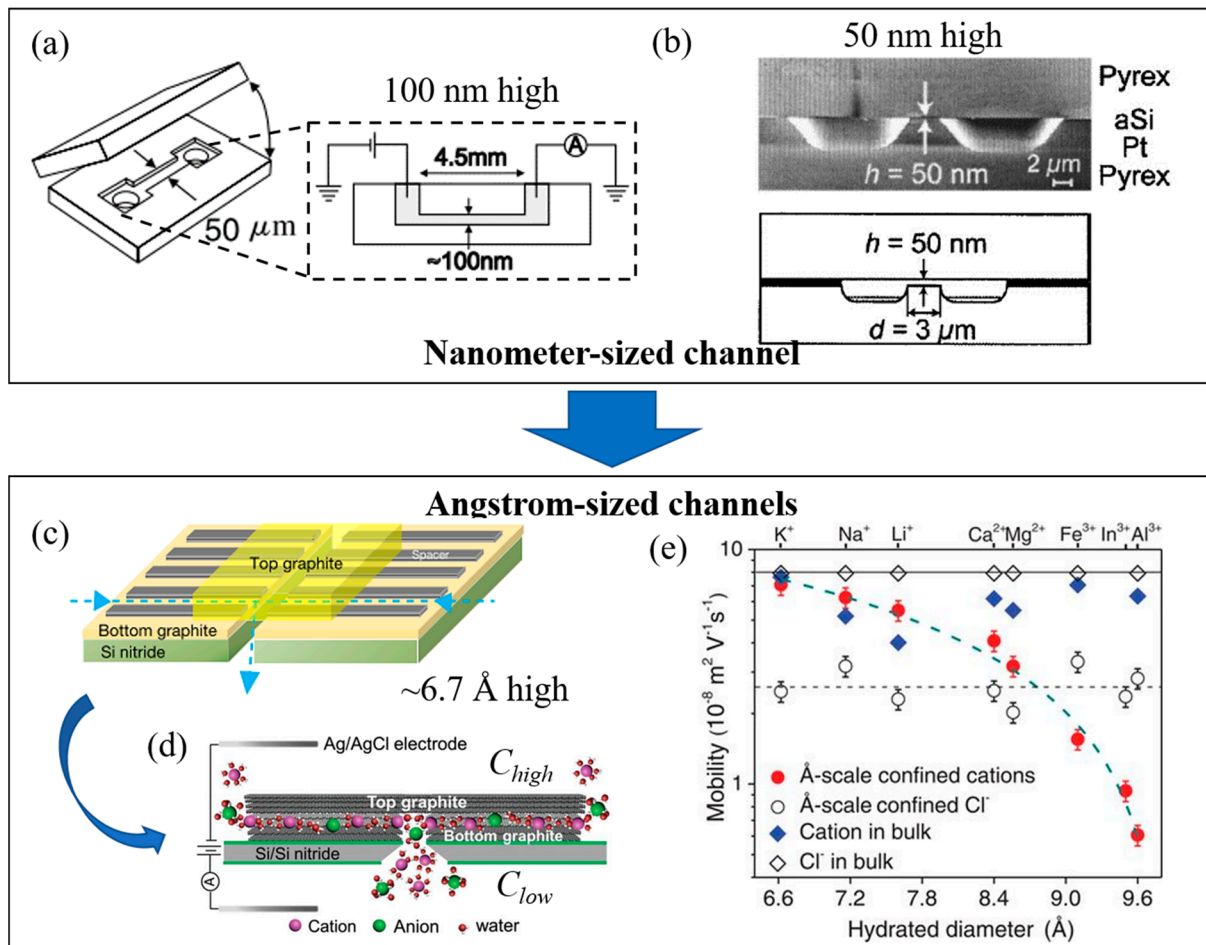 (a)
100 nm high
4.5mm
A
50 μm
~100nm
(b)
50 nm high
Pyrex
aSi
Pt
Pyrex
h = 50 nm
2 μm
h = 50 nm
d = 3 μm
Nanometer-sized channel
Angstrom-sized channels
(c)
Spacer
Top graphite
Bottom graphite
Si nitride
~6.7 Å high
(d)
Ag/AgCl electrode
C_high
Top graphite
Bottom graphite
Si/Si nitride
A
C_low
Cation Anion water
(e)
K⁺ Na⁺ Li⁺ Ca²⁺ Mg²⁺ Fe³⁺ In³⁺ Al³⁺
10
1
Mobility (10⁻⁸ m² V⁻¹s⁻¹)
Å-scale confined cations
Å-scale confined Cl⁻
Cation in bulk
Cl⁻ in bulk
6.6 7.2 7.8 8.4 9.0 9.6
Hydrated diameter (Å)